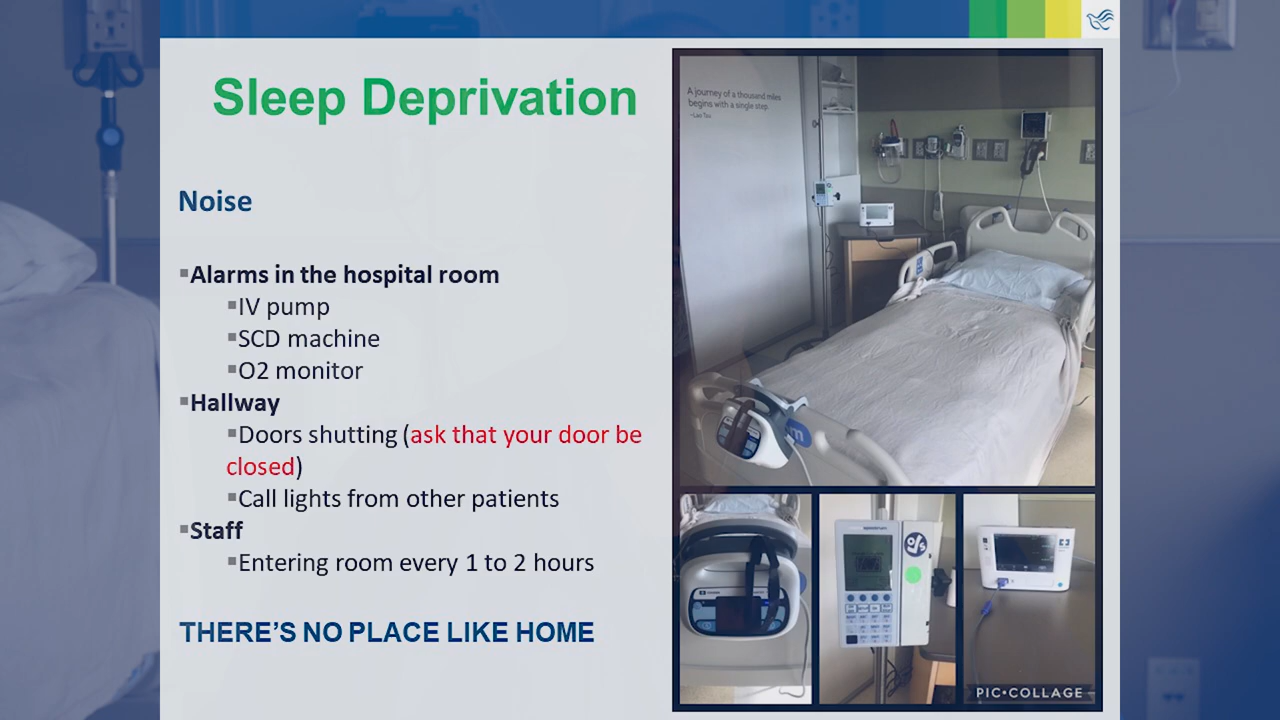 Sleep Deprivation
Noise
▪Alarms in the hospital room
▪IV pump
▪SCD machine
▪O2 monitor
▪Hallway
▪Doors shutting (ask that your door be
closed)
▪Call lights from other patients
▪Staff
▪Entering room every 1 to 2 hours
THERE’S NO PLACE LIKE HOME
A journey of a thousand miles
begins with a single step.
~Lao Tzu
PIC•COLLAGE